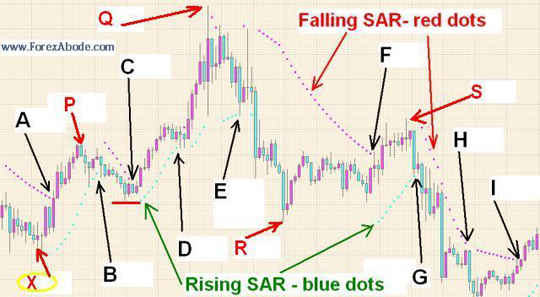 Q
Falling SAR- red dots
www.ForexAbode.com
C
F
P
S
A
H
I
E
D
R
B
G
X
Rising SAR - blue dots